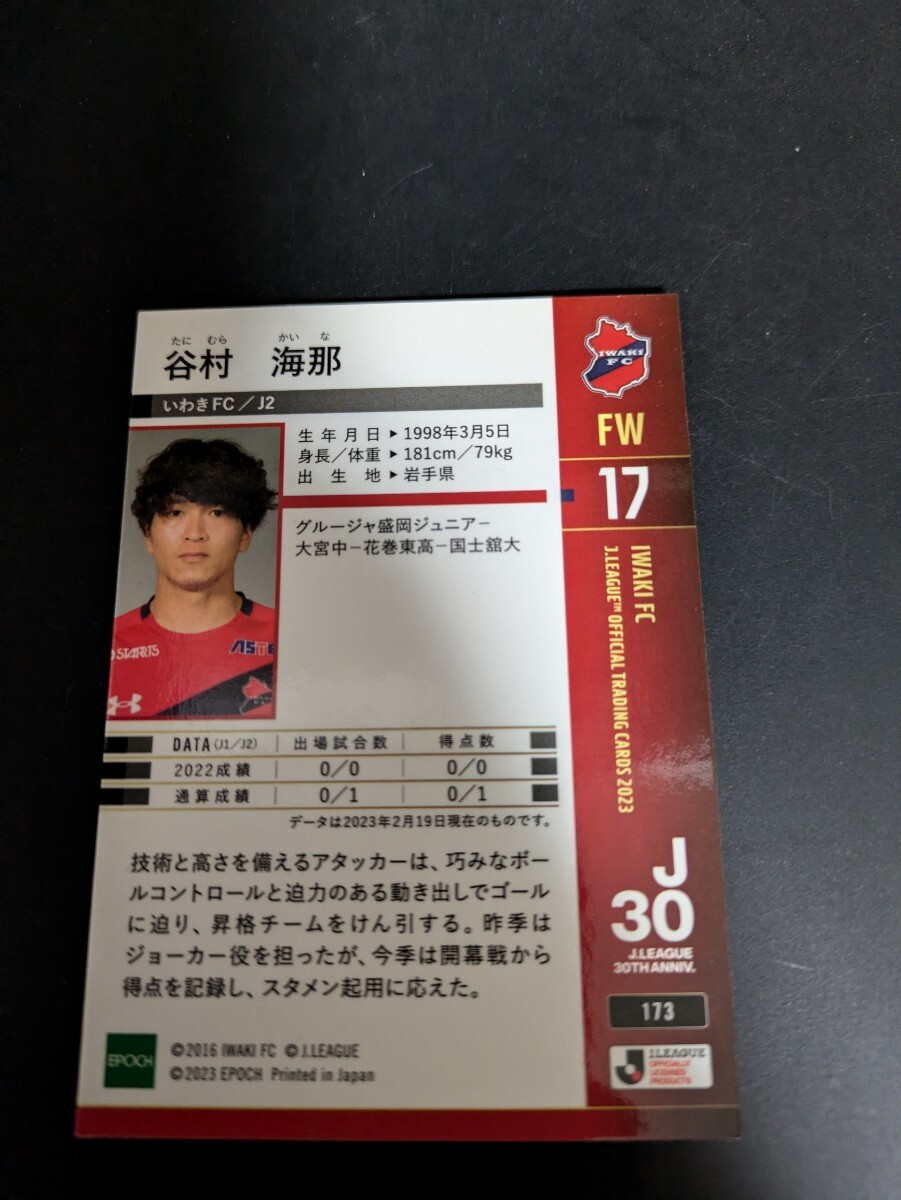 たに むら かい な
谷村 海那
いわきFC／J2
生年月日▶1998年3月5日
身長／体重▶181cm／79kg
出生地▶岩手県
グルージャ盛岡ジュニアー
大宮中ー花巻東高ー国士舘大
STARTS
ASTE
DATA(J1/J2) 出場試合数 得点数
2022成績 0/0 0/0
通算成績 0/1 0/1
データは2023年2月19日現在のものです。
技術と高さを備えるアタッカーは、巧みなボー
ルコントロールと迫力のある動き出しでゴール
に迫り、昇格チームをけん引する。昨季は
ジョーカー役を担ったが、今季は開幕戦から
得点を記録し、スタメン起用に応えた。
EPOCH
©2016 IWAKI FC © J.LEAGUE
©2023 EPOCH Printed in Japan
IWAKI
FC
FW
17
IWAKI FC
J.LEAGUE™ OFFICIAL TRADING CARDS 2023
J
30
J.LEAGUE
30TH ANNIV.
173
J.LEAGUE
OFFICIALLY
LICENSED
PRODUCTS